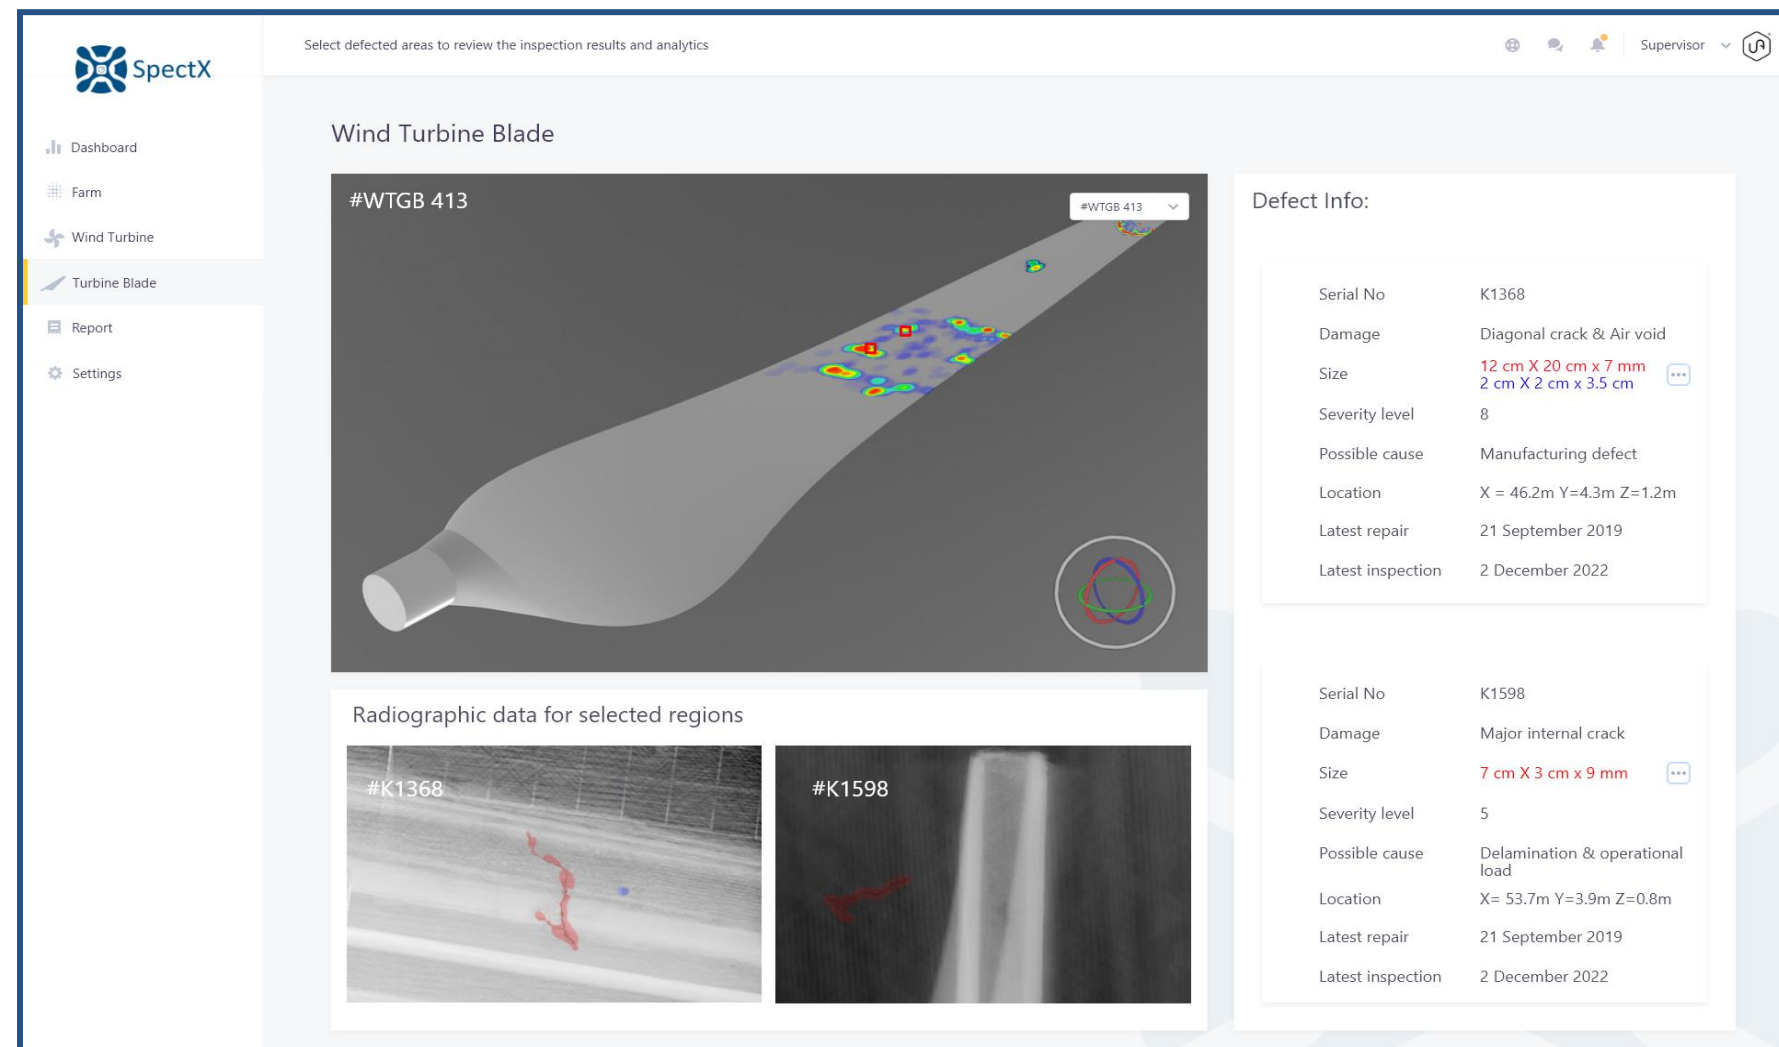 SpectX
Select defected areas to review the inspection results and analytics
Supervisor
Dashboard
Farm
Wind Turbine
Turbine Blade
Report
Settings
Wind Turbine Blade
#WTGB 413
#WTGB 413
Radiographic data for selected regions
#K1368
#K1598
Defect Info:
Serial No K1368
Damage Diagonal crack & Air void
Size 12 cm X 20 cm x 7 mm
2 cm X 2 cm x 3.5 cm
Severity level 8
Possible cause Manufacturing defect
Location X = 46.2m Y=4.3m Z=1.2m
Latest repair 21 September 2019
Latest inspection 2 December 2022
Serial No K1598
Damage Major internal crack
Size 7 cm X 3 cm x 9 mm
Severity level 5
Possible cause Delamination & operational
load
Location X= 53.7m Y=3.9m Z=0.8m
Latest repair 21 September 2019
Latest inspection 2 December 2022